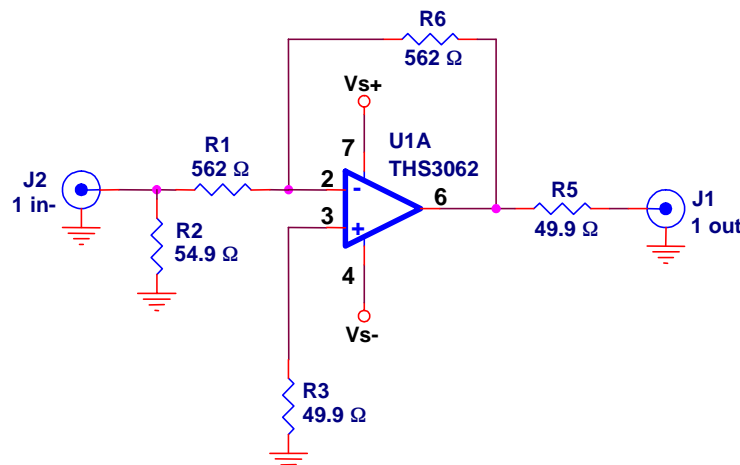 R6
562 Ω
Vs+
U1A
THS3062
7
R1
562 Ω
J2
1 in-
2
-
6
3
+
R5
49.9 Ω
J1
1 out
R2
54.9 Ω
4
Vs-
R3
49.9 Ω